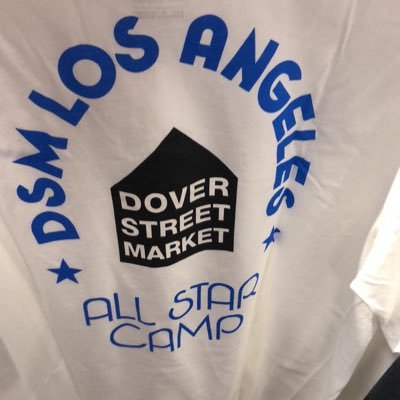 DSM LOS ANGELES
DOVER
STREET
MARKET
ALL STAR
CAMP